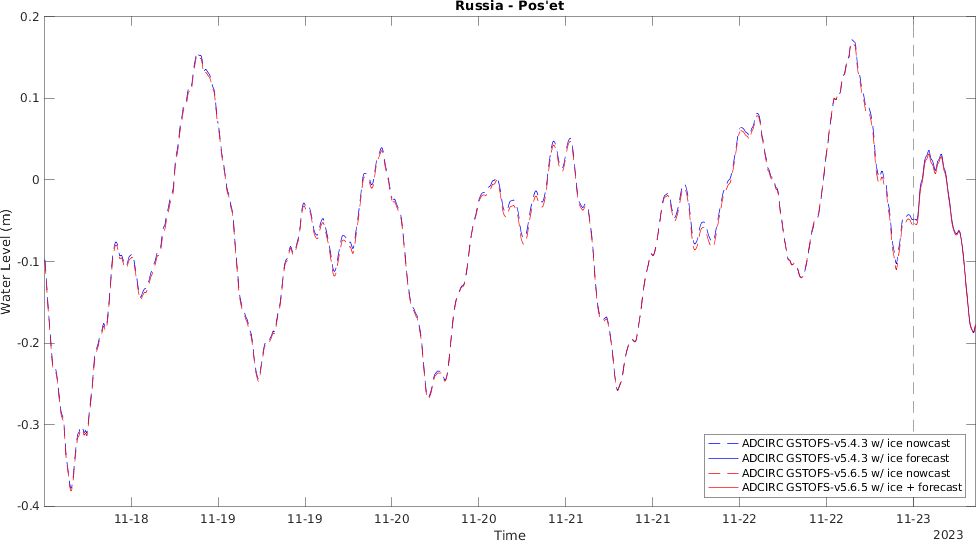 Russia - Pos'et
0.2
0.1
0
-0.1
-0.2
-0.3
-0.4
Water Level (m)
ADCIRC GSTOFS-v5.4.3 w/ ice nowcast
ADCIRC GSTOFS-v5.4.3 w/ ice forecast
ADCIRC GSTOFS-v5.6.5 w/ ice nowcast
ADCIRC GSTOFS-v5.6.5 w/ ice + forecast
11-18 11-19 11-19 11-20 11-20 11-21 11-21 11-22 11-22 11-23
Time
2023